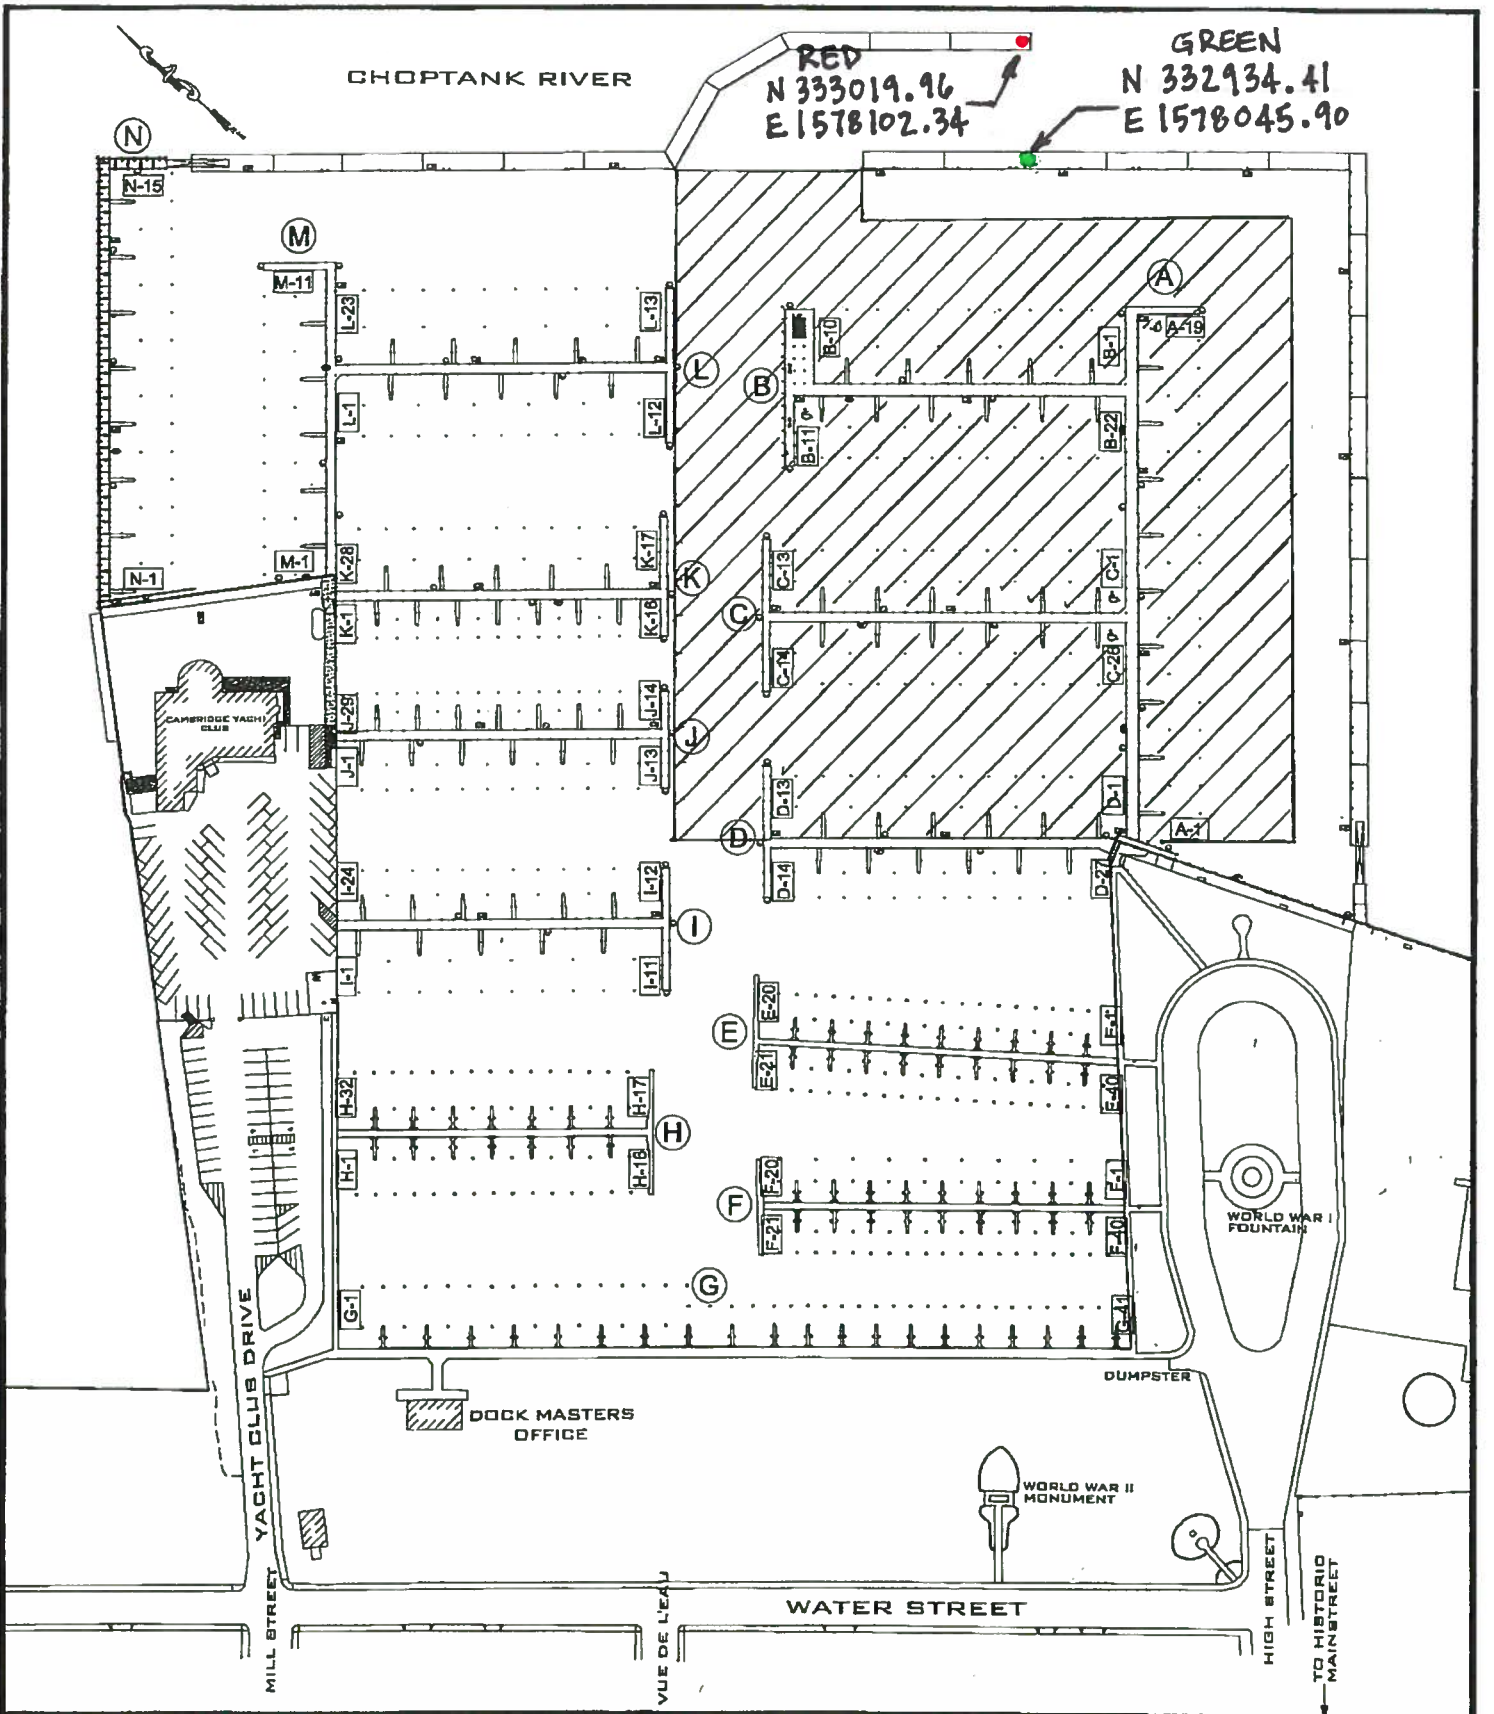 CHOPTANK RIVER
RED
N 333019.96
E 1578102.34
GREEN
N 332934.41
E 1578045.90
N
N-15
M
M-11
L-23
L-13
A
A-19
B-10
B-1
L
B
L-1
L-12
B-11
B-22
K-28
K-17
M-1
N-1
K
C-13
C-1
C
K-1
K-16
C-14
C-26
J-29
J-14
CAMBRIDGE YACHT
CLUB
J
J-1
J-13
D-13
D-1
A-1
D
I-24
I-12
D-14
D-27
I
I-1
I-11
E-20
E
E-21
E-40
H-32
H-17
H
H-1
H-16
F-20
F-1
F
F-21
F-40
WORLD WAR I
FOUNTAIN
G
G-1
G-41
DUMPSTER
DOCK MASTERS
OFFICE
YACHT CLUB DRIVE
WORLD WAR II
MONUMENT
WATER STREET
MILL STREET
VUE DE L'EAU
HIGH STREET
TO HISTORIC
MAINSTREET